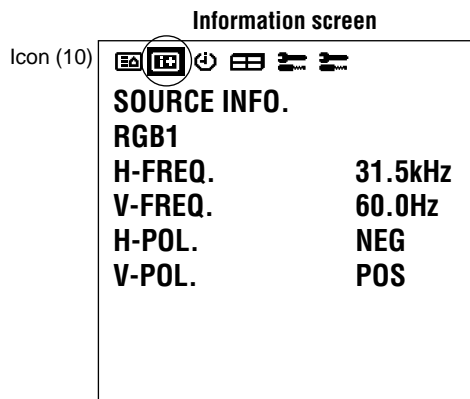 Information screen
Icon (10)
SOURCE INFO.
RGB1
H-FREQ. 31.5kHz
V-FREQ. 60.0Hz
H-POL. NEG
V-POL. POS